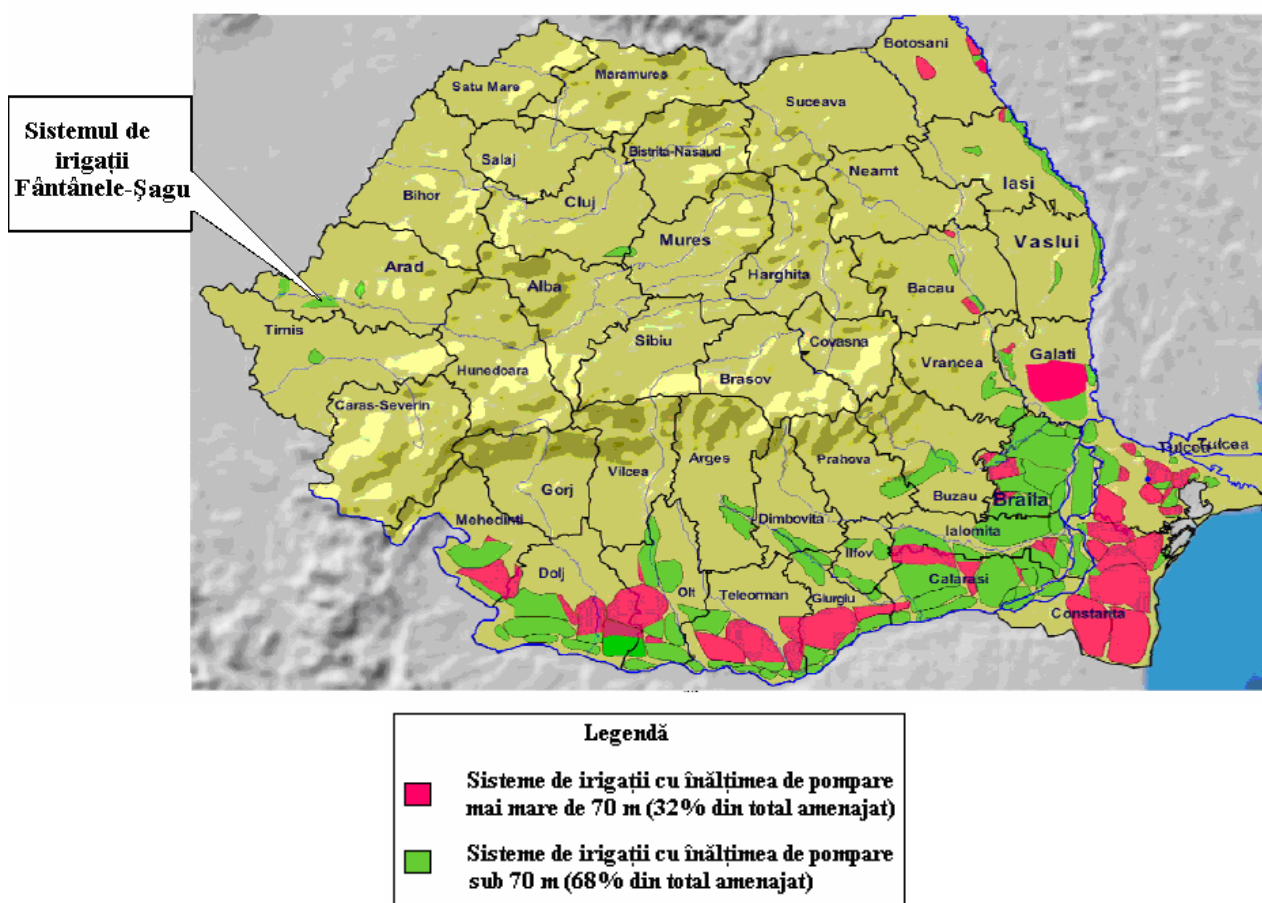 Sistemul de
irigații
Fântânele-Şagu
Botosani
Maramures
Satu Mare
Suceava
Bistrita-Nasaud
Salaj
Neamt
Iasi
Bihor
Cluj
Mures
Vaslui
Arad
Harghita
Alba
Bacau
Timis
Sibiu
Covasna
Galati
Hunedoara
Vrancea
Brasov
Caras-Severin
Tulcea
Tulcea
Arges
Prahova
Vilcea
Gorj
Buzau
Braila
Mehedinti
Dimbovita
Ialomita
Ilfov
Dolj
Calarasi
Olt
Teleorman
Giurgiu
Constanta
Legendă
Sisteme de irigații cu înălțimea de pompare
mai mare de 70 m (32% din total amenajat)
Sisteme de irigații cu înălțimea de pompare
sub 70 m (68% din total amenajat)